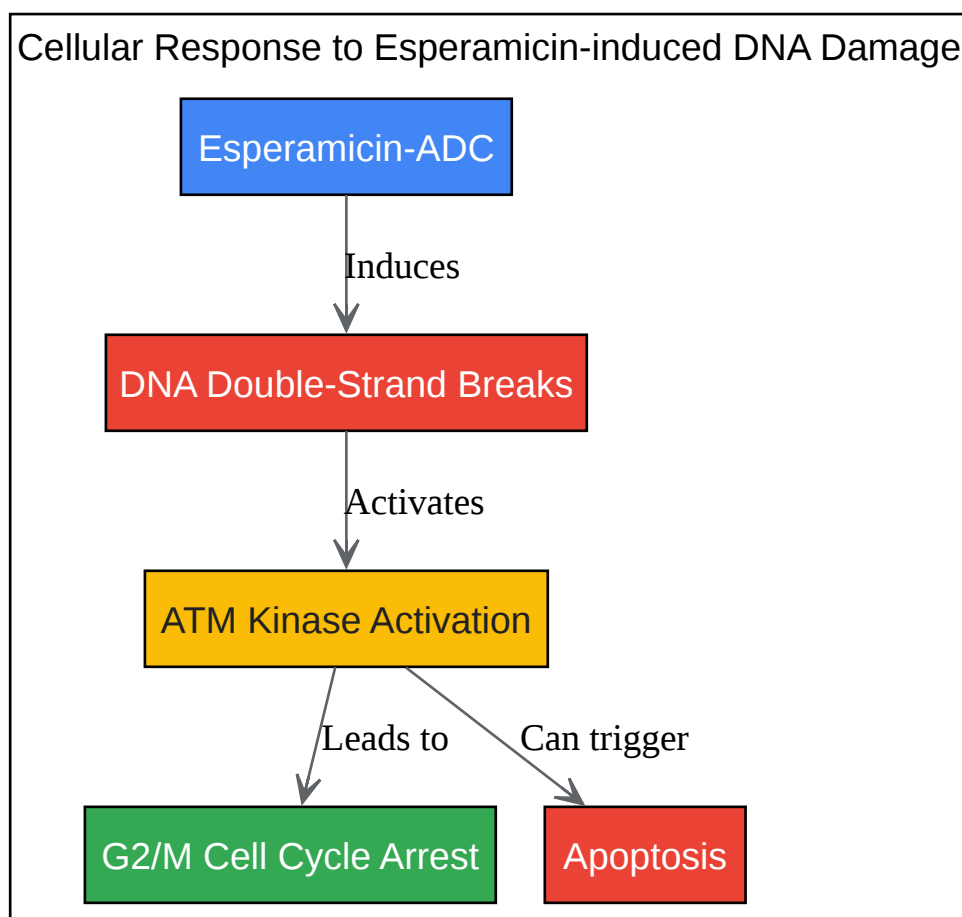 Cellular Response to Esperamicin-induced DNA Damage
Esperamicin-ADC
Induces
DNA Double-Strand Breaks
Activates
ATM Kinase Activation
Leads to
Can trigger
G2/M Cell Cycle Arrest
Apoptosis